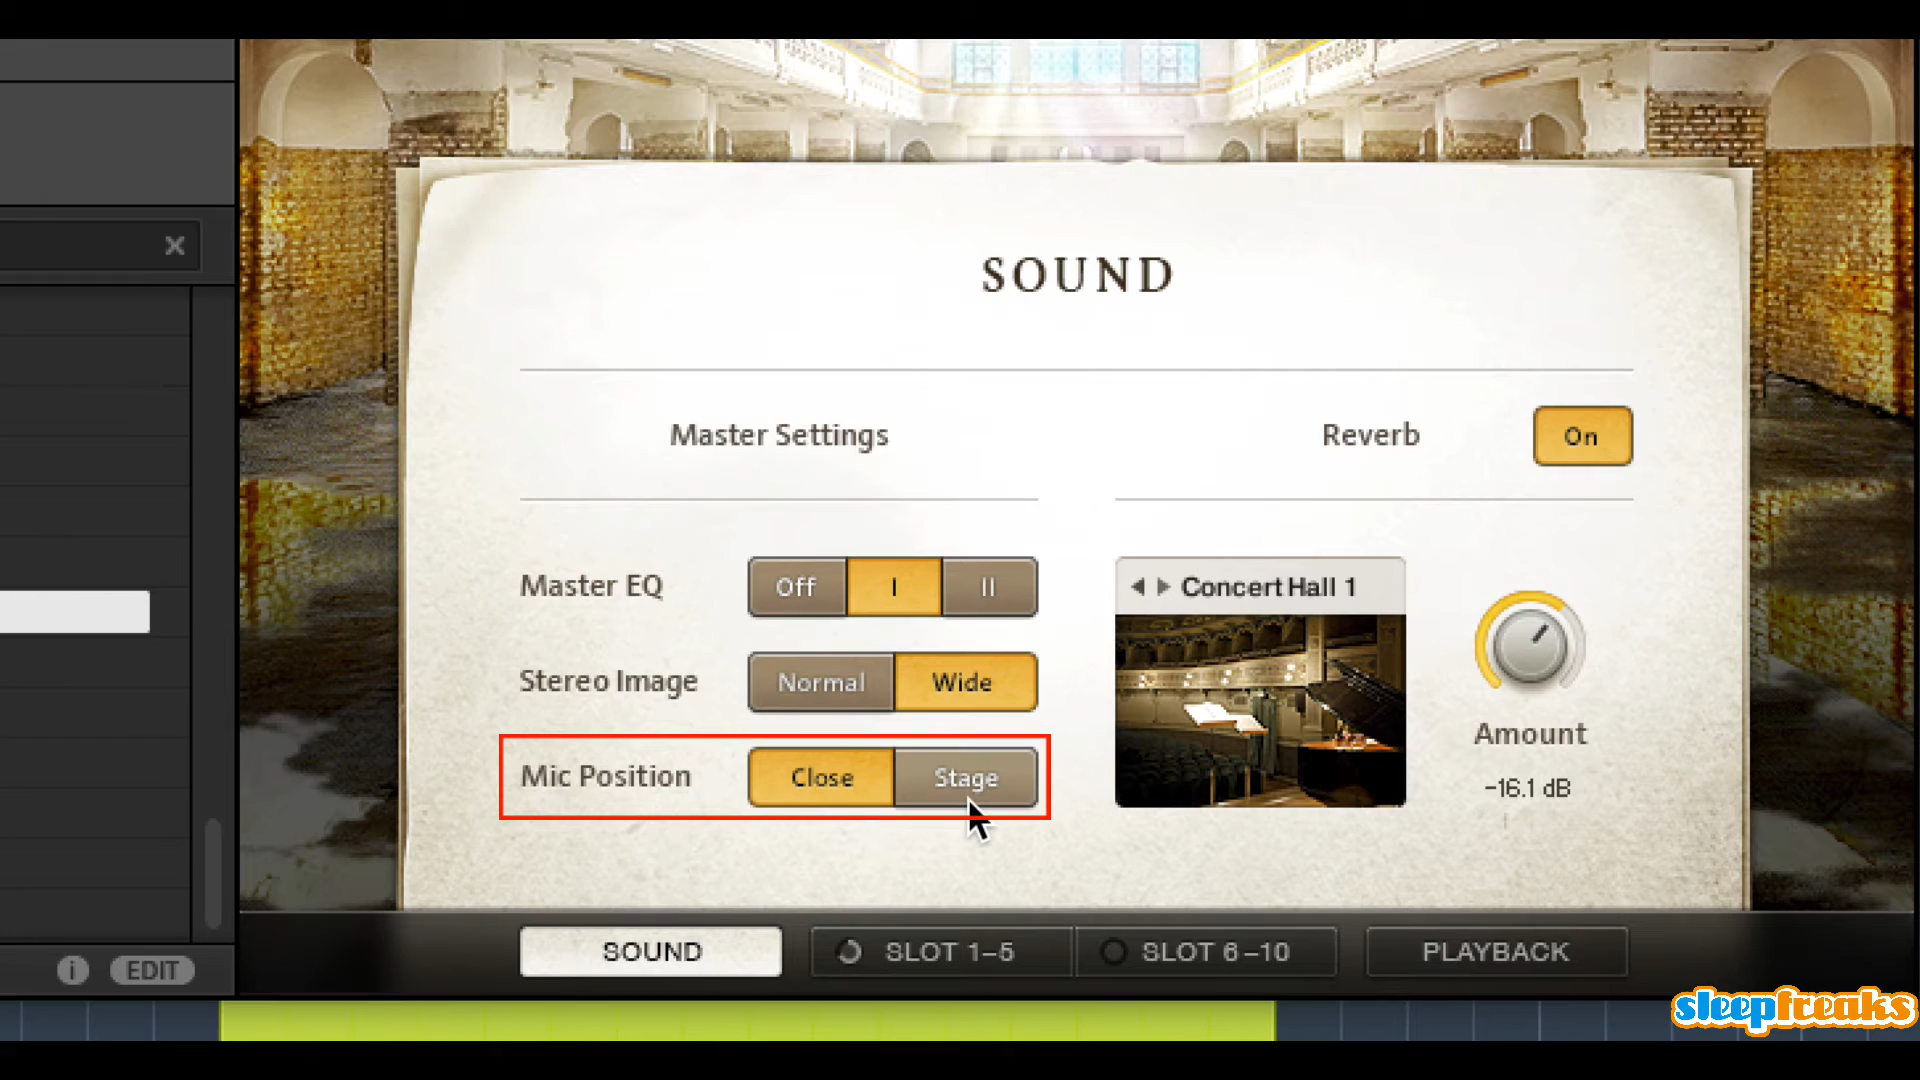 SOUND
Master Settings
Reverb
On
Master EQ
Off
I
II
Concert Hall 1
Stereo Image
Normal
Wide
Mic Position
Close
Stage
Amount
-16.1 dB
i
EDIT
SOUND
SLOT 1-5
SLOT 6-10
PLAYBACK
sleepfreaks